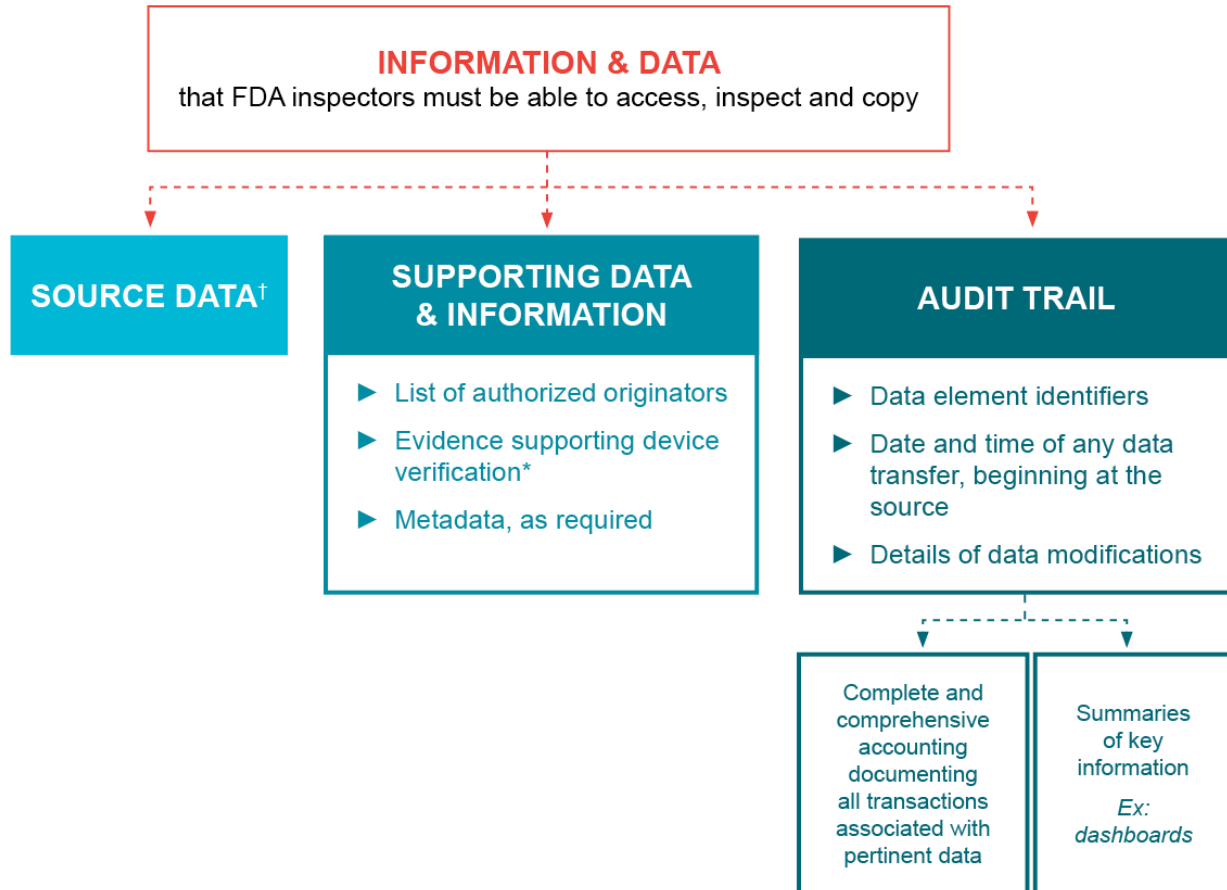 INFORMATION & DATA
that FDA inspectors must be able to access, inspect and copy
SOURCE DATA†
SUPPORTING DATA
& INFORMATION
► List of authorized originators
► Evidence supporting device
verification*
► Metadata, as required
AUDIT TRAIL
► Data element identifiers
► Date and time of any data
transfer, beginning at the
source
► Details of data modifications
Complete and
comprehensive
accounting
documenting
all transactions
associated with
pertinent data
Summaries
of key
information
Ex:
dashboards